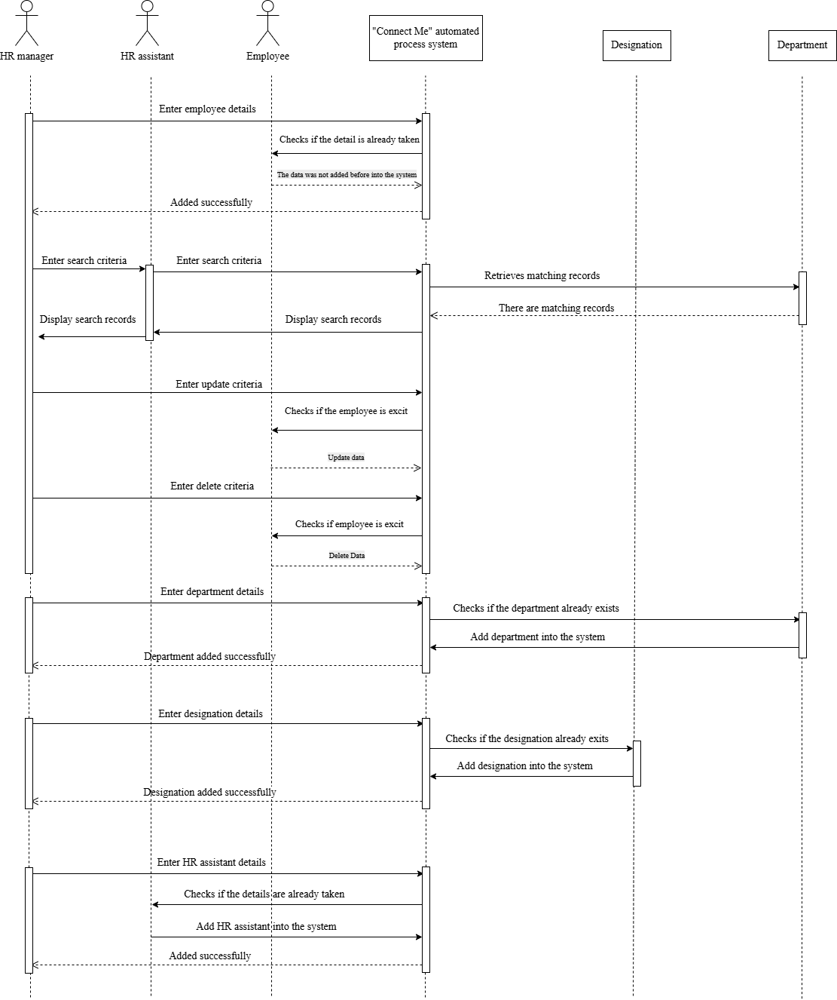 HR manager
HR assistant
Employee
"Connect Me" automated
process system
Designation
Department
Enter employee details
Checks if the detail is already taken
The data was not added before into the system
Added successfully
Enter search criteria
Enter search criteria
Retrieves matching records
There are matching records
Display search records
Display search records
Enter update criteria
Checks if the employee is excit
Update data
Enter delete criteria
Checks if employee is excit
Delete Data
Enter department details
Checks if the department already exists
Add department into the system
Department added successfully
Enter designation details
Checks if the designation already exits
Add designation into the system
Designation added successfully
Enter HR assistant details
Checks if the details are already taken
Add HR assistant into the system
Added successfully